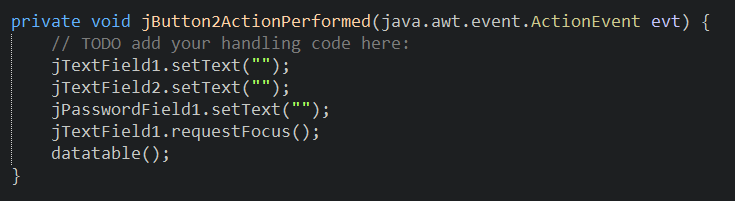 private void jButton2ActionPerformed(java.awt.event.ActionEvent evt) {
// TODO add your handling code here:
jTextField1.setText("");
jTextField2.setText("");
jPasswordField1.setText("");
jTextField1.requestFocus();
datatable();
}